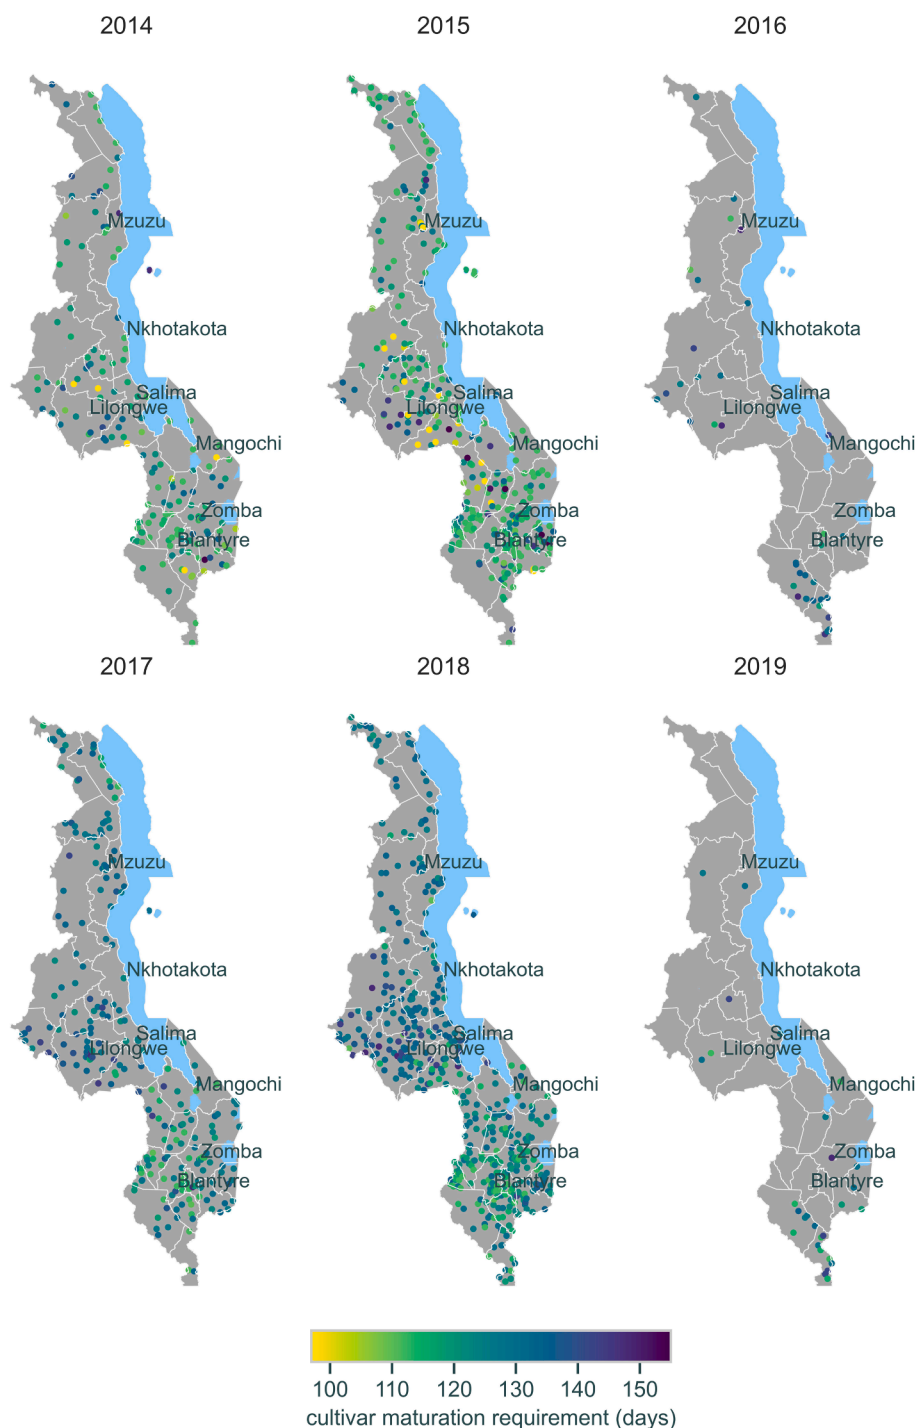 2014 2015 2016
Mzuzu Mzuzu Mzuzu
Nkhotakota Nkhotakota Nkhotakota
Salima Salima Salima
Lilongwe Lilongwe Lilongwe
Mangochi Mangochi Mangochi
Zomba Zomba Zomba
Blantyre Blantyre Blantyre
2017 2018 2019
Mzuzu Mzuzu Mzuzu
Nkhotakota Nkhotakota Nkhotakota
Salima Salima Salima
Lilongwe Lilongwe Lilongwe
Mangochi Mangochi Mangochi
Zomba Zomba Zomba
Blantyre Blantyre Blantyre
100 110 120 130 140 150
cultivar maturation requirement (days)